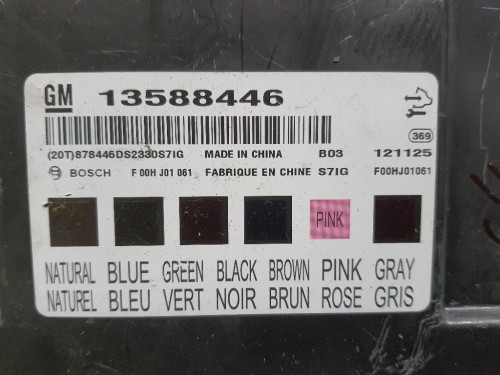 GM 13588446
369
(20T)878446DS2330S7IG MADE IN CHINA B03 121125
BOSCH F 00H J01 061 FABRIQUE EN CHINE S7IG F00HJ01061
PINK
NATURAL BLUE GREEN BLACK BROWN PINK GRAY
NATUREL BLEU VERT NOIR BRUN ROSE GRIS